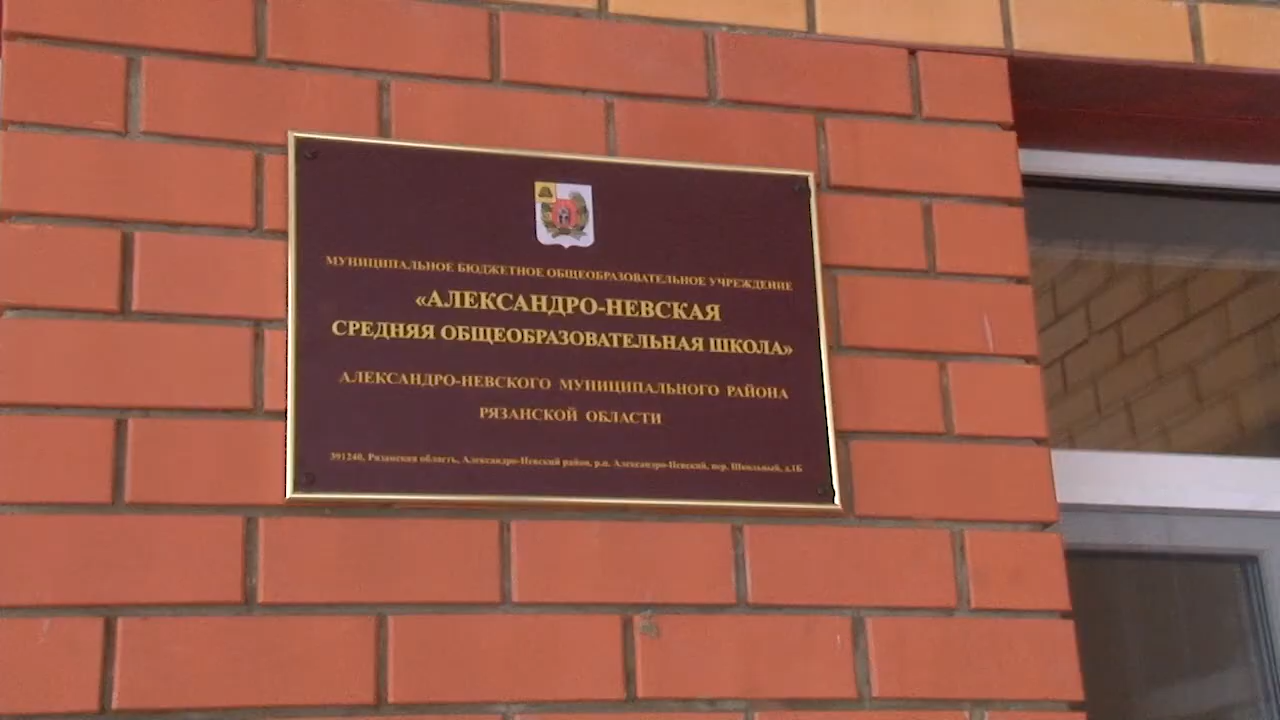 МУНИЦИПАЛЬНОЕ БЮДЖЕТНОЕ ОБЩЕОБРАЗОВАТЕЛЬНОЕ УЧРЕЖДЕНИЕ
«АЛЕКСАНДРО-НЕВСКАЯ
СРЕДНЯЯ ОБЩЕОБРАЗОВАТЕЛЬНАЯ ШКОЛА»
АЛЕКСАНДРО-НЕВСКОГО МУНИЦИПАЛЬНОГО РАЙОНА
РЯЗАНСКОЙ ОБЛАСТИ
391240, Рязанская область, Александро-Невский район, р.п. Александро-Невский, пер. Школьный, д.1Б